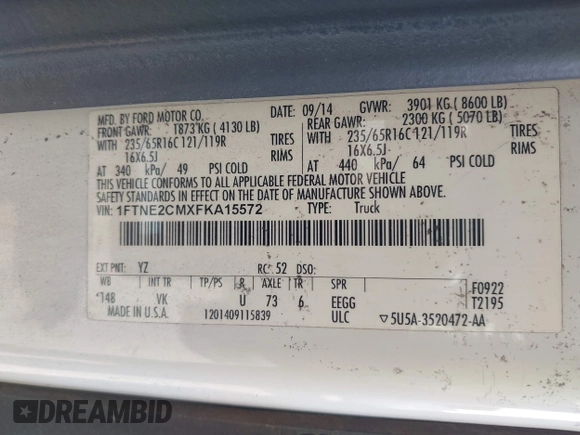 MFD. BY FORD MOTOR CO. DATE: 09/14 GVWR: 3901 KG ( 8600 LB)
FRONT GAWR: 1873 KG ( 4130 LB) REAR GAWR: 2300 KG ( 5070 LB)
WITH 235/65R16C 121/119R TIRES WITH 235/65R16C 121/119R TIRES
16X6.5J RIMS 16X6.5J RIMS
AT 340 kPa/ 49 PSI COLD AT 440 kPa/ 64 PSI COLD
THIS VEHICLE CONFORMS TO ALL APPLICABLE FEDERAL MOTOR VEHICLE
SAFETY STANDARDS IN EFFECT ON THE DATE OF MANUFACTURE SHOWN ABOVE.
VIN: 1FTNE2CMXFKA15572 TYPE: Truck
EXT PNT: YZ RC: 52 DSO:
WB INT TR TP/PS R AXLE TR SPR F0922
148 VK U 73 6 EEGG T2195
MADE IN U.S.A. 1201409115839 ULC ▽5U5A-3520472-AA
DREAMBID